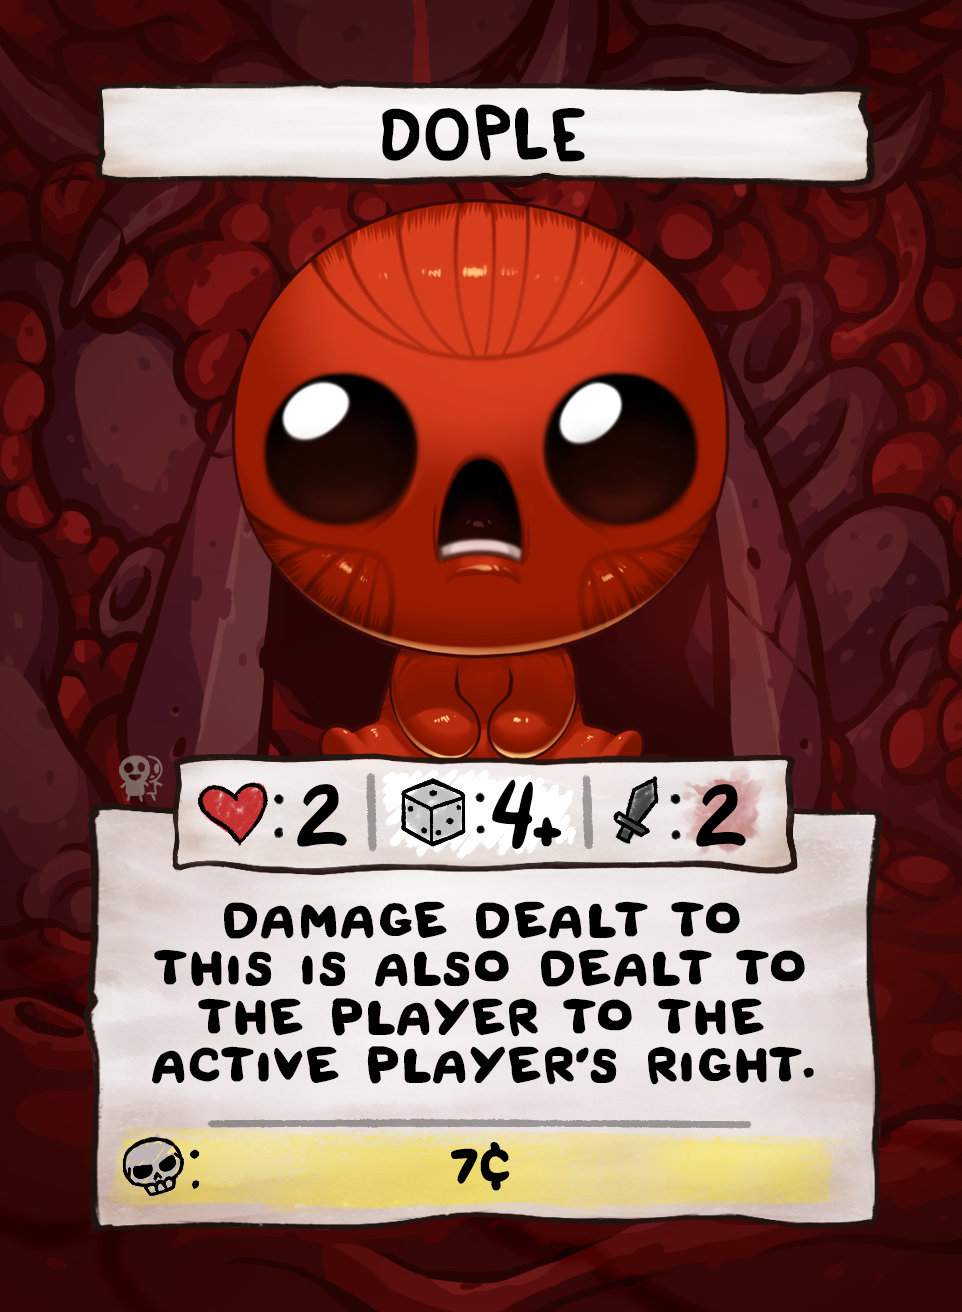 DOPLE
:2 :4+ :2
DAMAGE DEALT TO
THIS IS ALSO DEALT TO
THE PLAYER TO THE
ACTIVE PLAYER'S RIGHT.
: 7¢